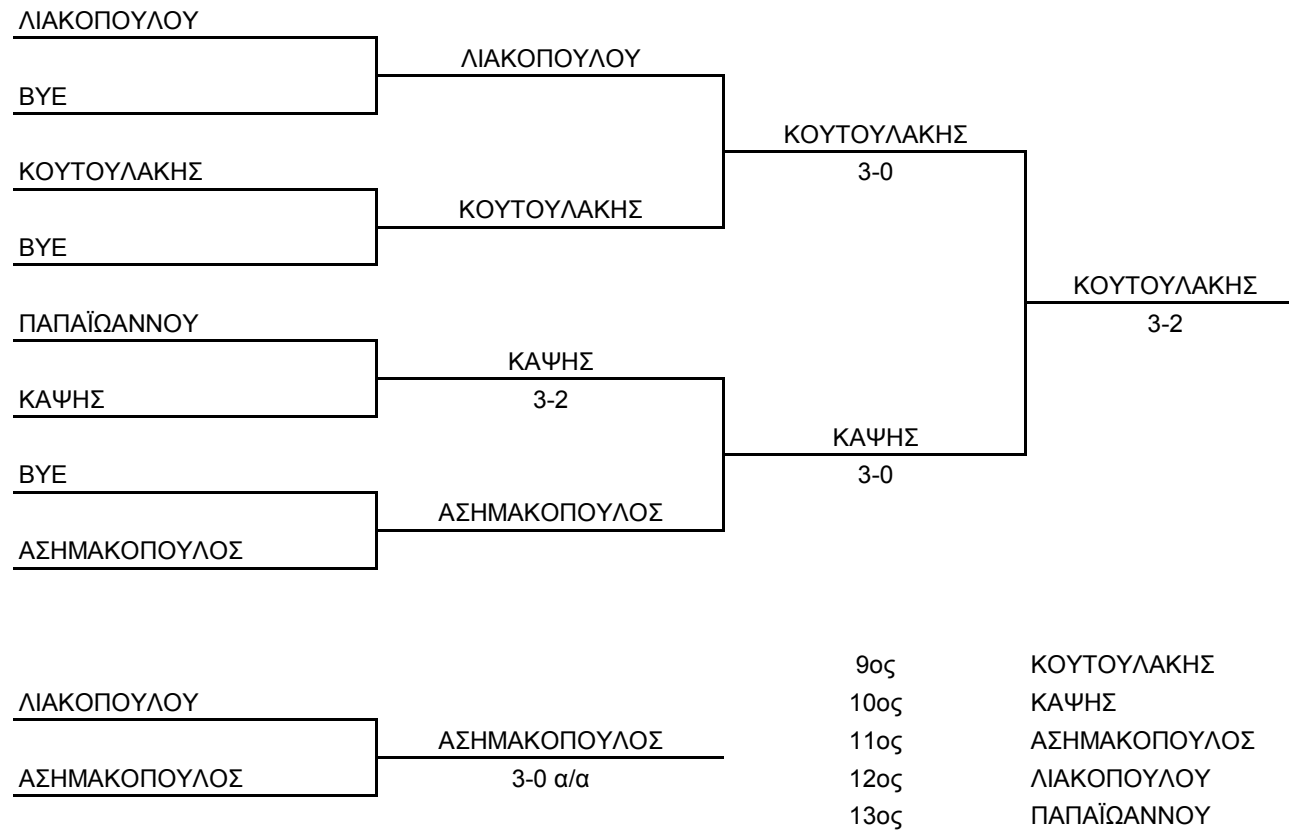 ΛΙΑΚΟΠΟΥΛΟΥ
ΛΙΑΚΟΠΟΥΛΟΥ
BYE
ΚΟΥΤΟΥΛΑΚΗΣ
3-0
ΚΟΥΤΟΥΛΑΚΗΣ
ΚΟΥΤΟΥΛΑΚΗΣ
BYE
ΚΟΥΤΟΥΛΑΚΗΣ
3-2
ΠΑΠΑΪΩΑΝΝΟΥ
ΚΑΨΗΣ
3-2
ΚΑΨΗΣ
ΚΑΨΗΣ
3-0
BYE
ΑΣΗΜΑΚΟΠΟΥΛΟΣ
ΑΣΗΜΑΚΟΠΟΥΛΟΣ
ΛΙΑΚΟΠΟΥΛΟΥ
ΑΣΗΜΑΚΟΠΟΥΛΟΣ
3-0 α/α
ΑΣΗΜΑΚΟΠΟΥΛΟΣ
9ος ΚΟΥΤΟΥΛΑΚΗΣ
10ος ΚΑΨΗΣ
11ος ΑΣΗΜΑΚΟΠΟΥΛΟΣ
12ος ΛΙΑΚΟΠΟΥΛΟΥ
13ος ΠΑΠΑΪΩΑΝΝΟΥ